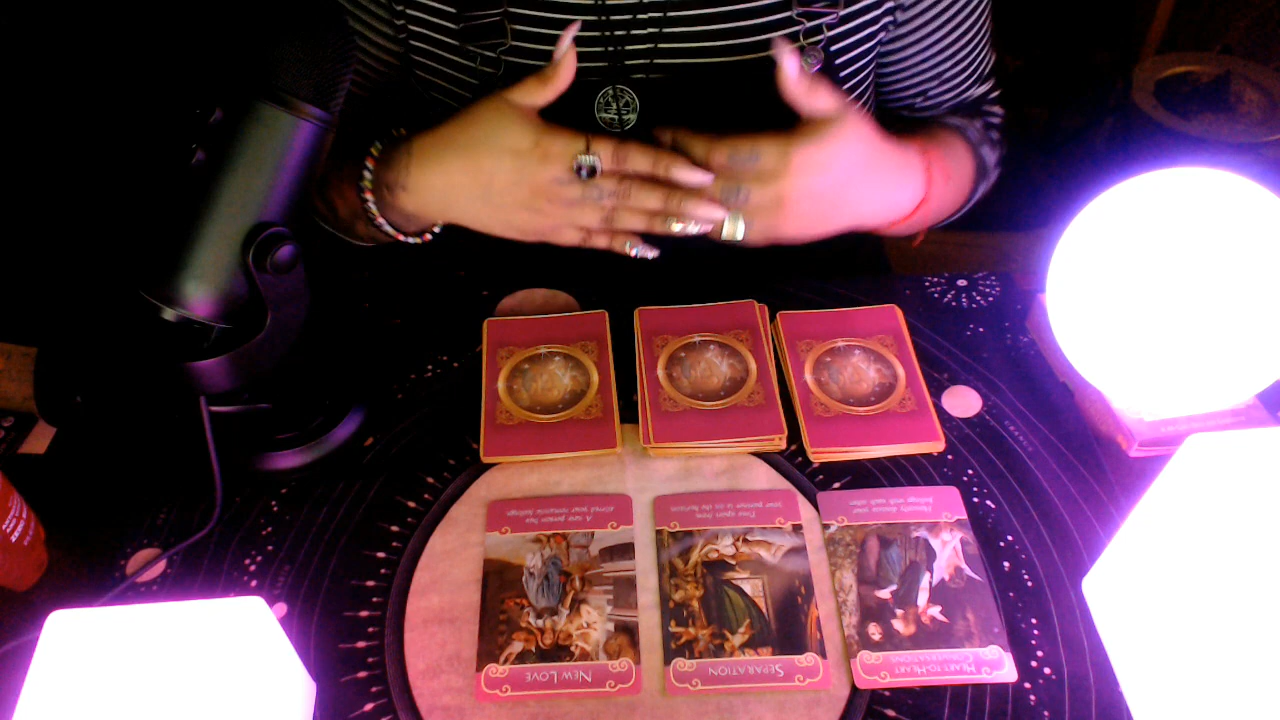 NEW LOVE
A new person has
stirred your romantic feelings.
SEPARATION
Time apart from
your partner is on the horizon.
HEART-TO-HEART
CONVERSATIONS
Honestly discuss your
feelings with each other.